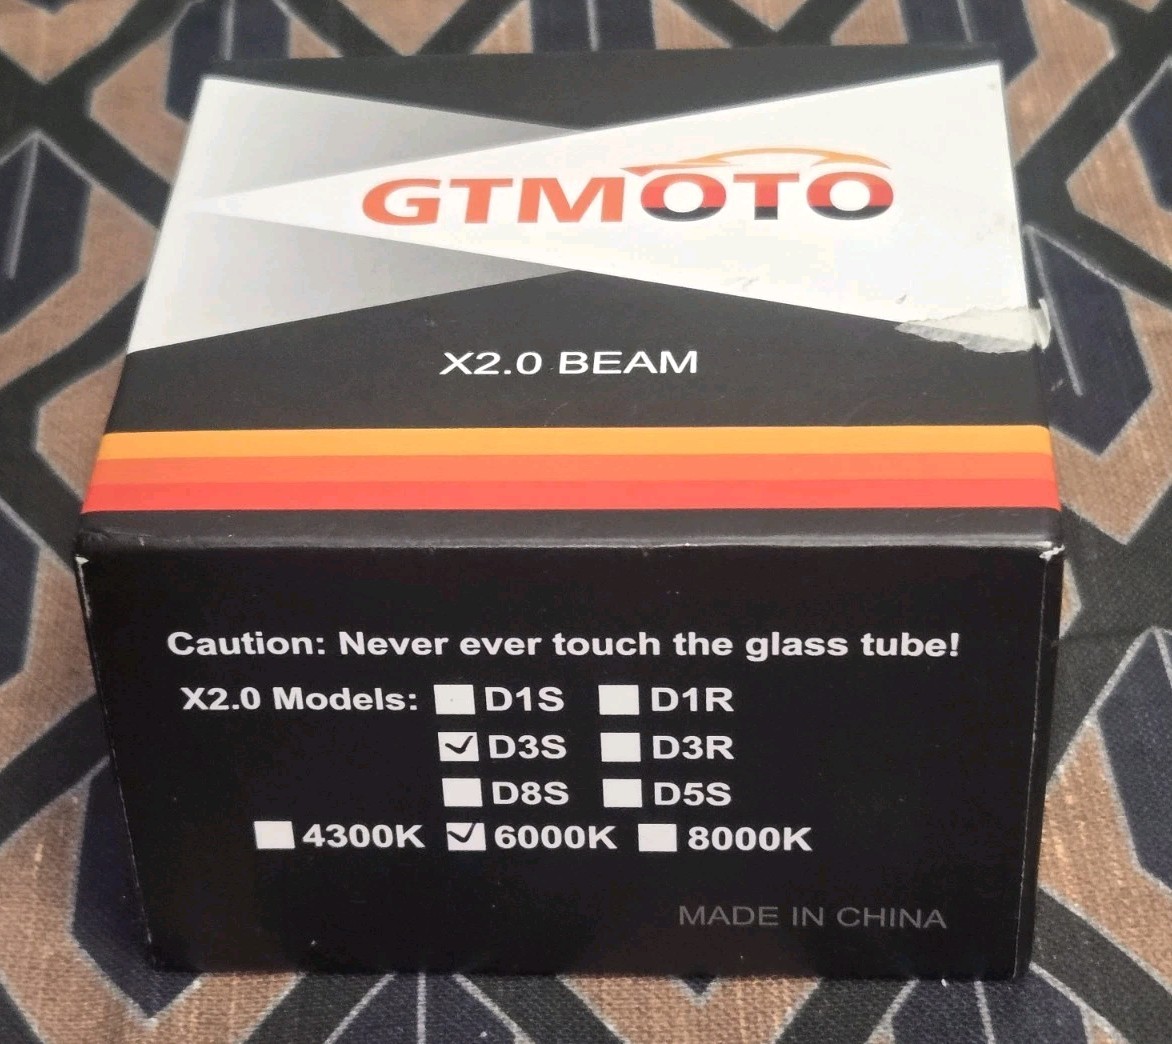 GTMOTO
X2.0 BEAM
Caution: Never ever touch the glass tube!
X2.0 Models: D1S D1R
D3S D3R
D8S D5S
4300K 6000K 8000K
MADE IN CHINA